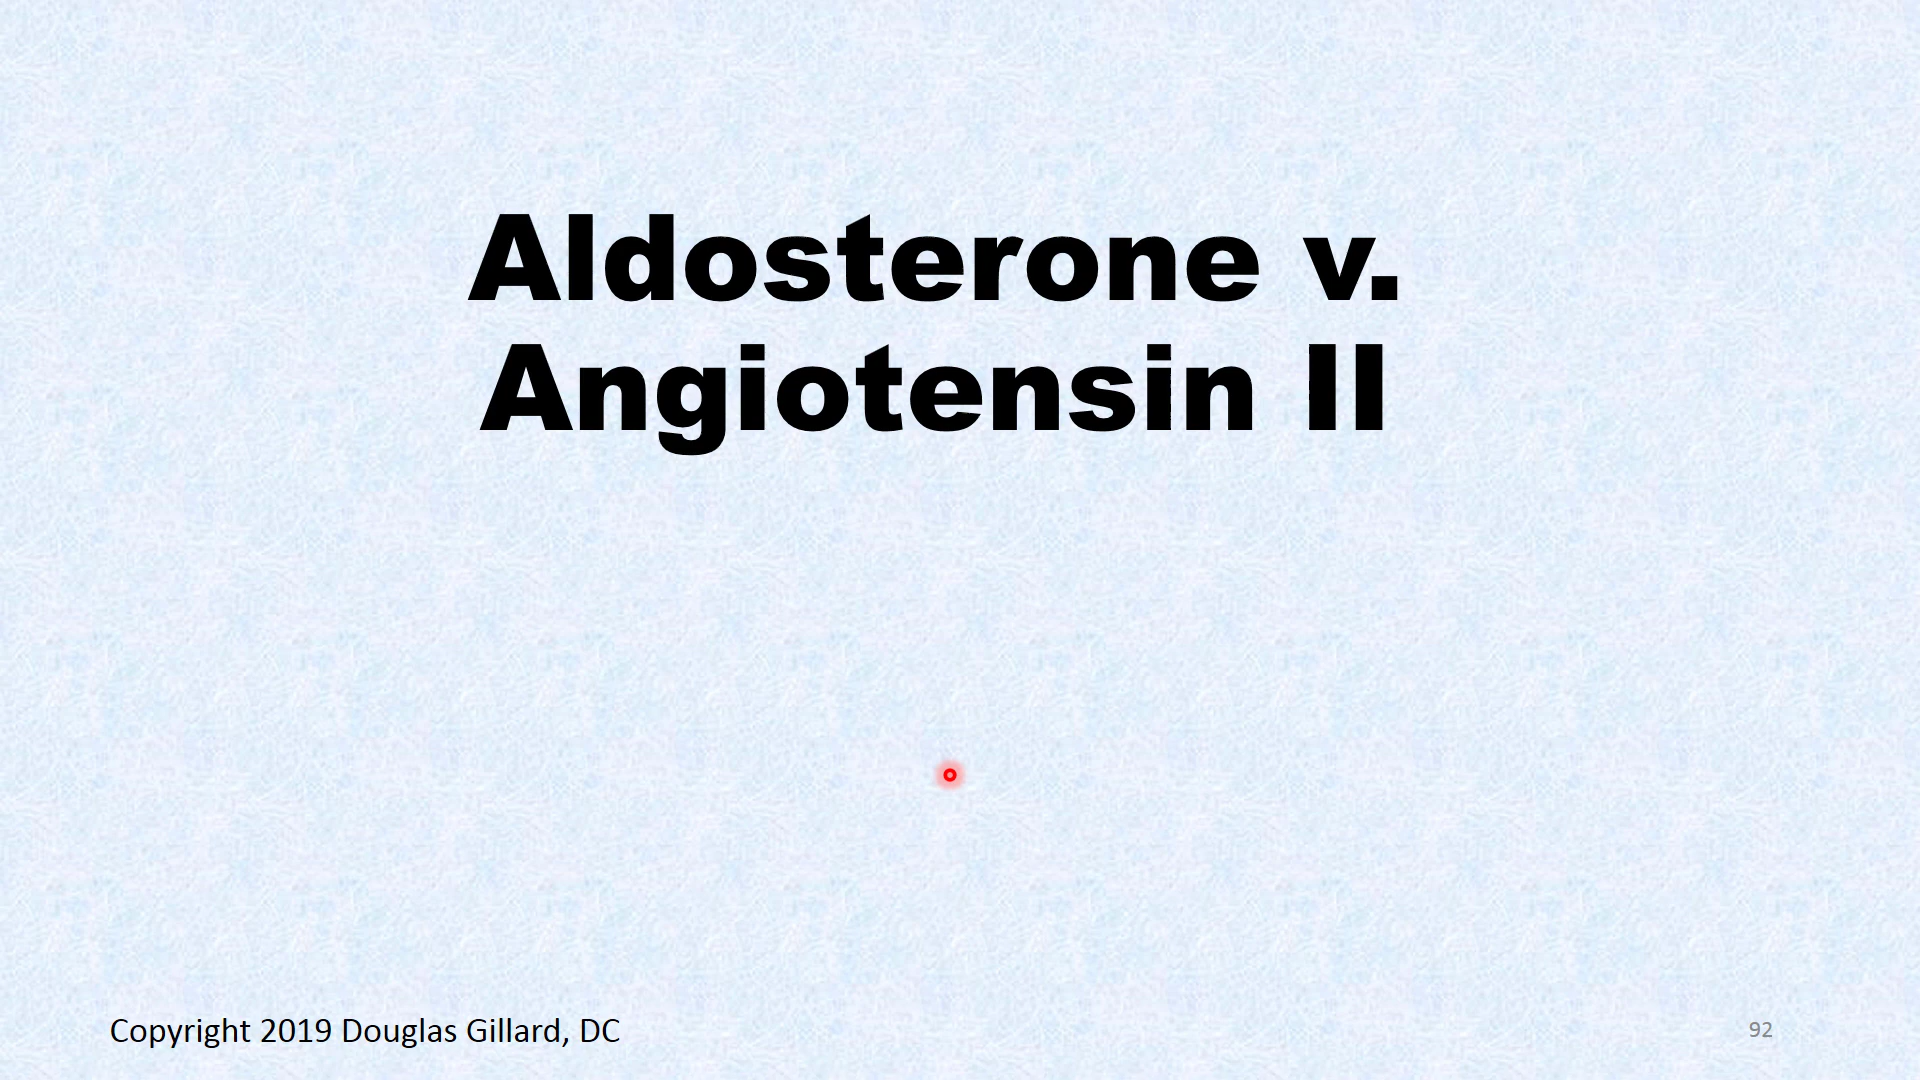 Aldosterone v.
Angiotensin II
Copyright 2019 Douglas Gillard, DC
92